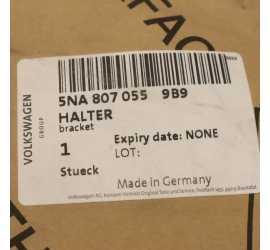 VOLKSWAGEN
GROUP
5NA 807 055 9B9
HALTER
bracket
Expiry date: NONE
1 LOT:
Stueck
Made in Germany